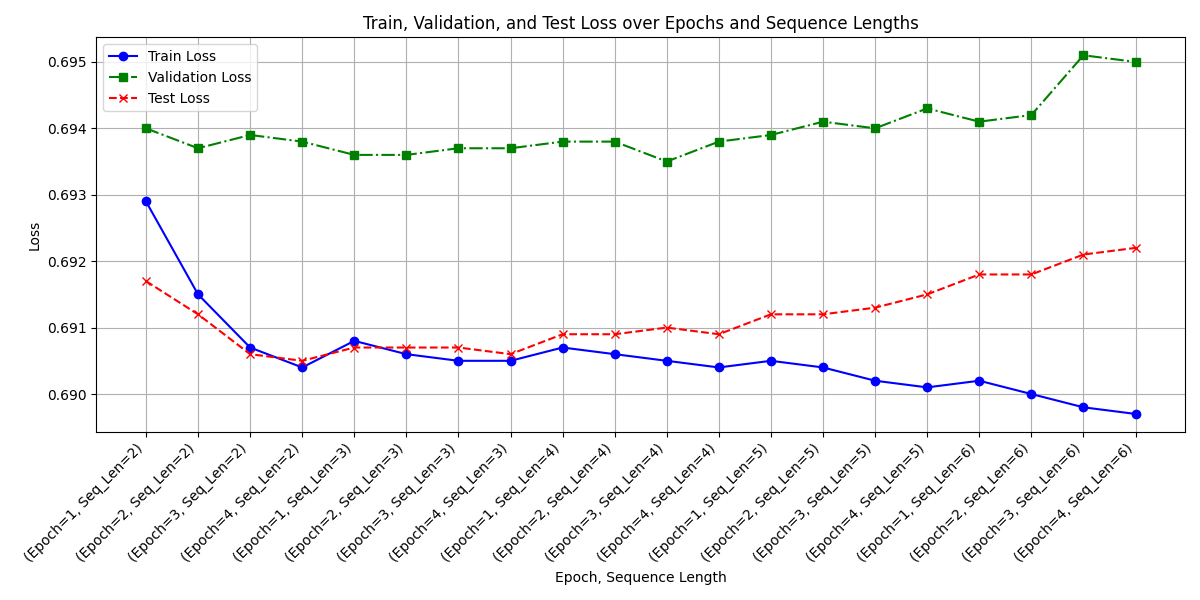 Train, Validation, and Test Loss over Epochs and Sequence Lengths
Train Loss
Validation Loss
Test Loss
Loss
0.695
0.694
0.693
0.692
0.691
0.690
(Epoch=1, Seq_Len=2)
(Epoch=2, Seq_Len=2)
(Epoch=3, Seq_Len=2)
(Epoch=4, Seq_Len=2)
(Epoch=1, Seq_Len=3)
(Epoch=2, Seq_Len=3)
(Epoch=3, Seq_Len=3)
(Epoch=4, Seq_Len=3)
(Epoch=1, Seq_Len=4)
(Epoch=2, Seq_Len=4)
(Epoch=3, Seq_Len=4)
(Epoch=4, Seq_Len=4)
(Epoch=1, Seq_Len=5)
(Epoch=2, Seq_Len=5)
(Epoch=3, Seq_Len=5)
(Epoch=4, Seq_Len=5)
(Epoch=1, Seq_Len=6)
(Epoch=2, Seq_Len=6)
(Epoch=3, Seq_Len=6)
(Epoch=4, Seq_Len=6)
Epoch, Sequence Length